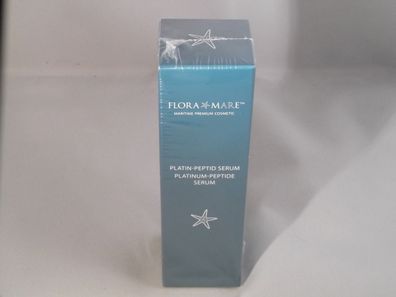 FLORA MARE™
MARITIME PREMIUM COSMETIC
PLATIN-PEPTID SERUM
PLATINUM-PEPTIDE
SERUM